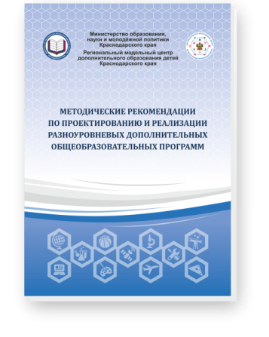 Министерство образования,
науки и молодёжной политики
Краснодарского края
Региональный модельный центр
дополнительного образования детей
Краснодарского края
МЕТОДИЧЕСКИЕ РЕКОМЕНДАЦИИ
ПО ПРОЕКТИРОВАНИЮ И РЕАЛИЗАЦИИ
РАЗНОУРОВНЕВЫХ ДОПОЛНИТЕЛЬНЫХ
ОБЩЕОБРАЗОВАТЕЛЬНЫХ ПРОГРАММ